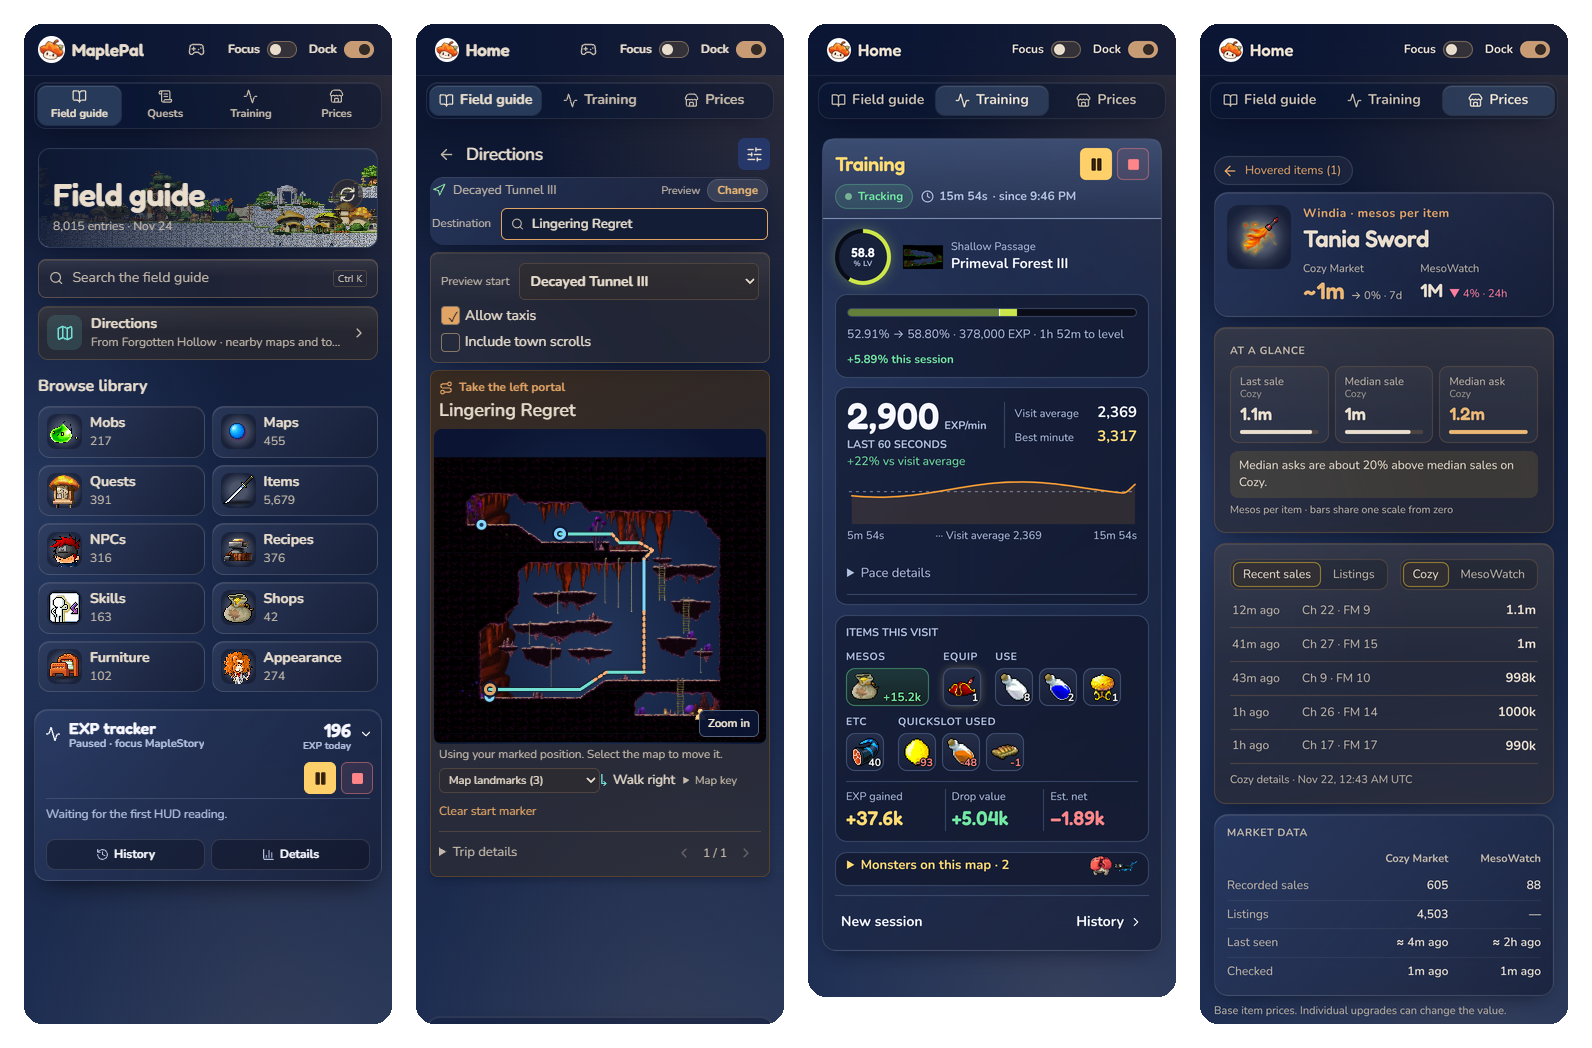 MaplePal
Focus
Dock
Field guide
Quests
Training
Prices
Field guide
8,015 entries · Nov 24
Search the field guide
Ctrl K
Directions
From Forgotten Hollow · nearby maps and to...
Browse library
Mobs
217
Maps
455
Quests
391
Items
5,679
NPCs
316
Recipes
376
Skills
163
Shops
42
Furniture
102
Appearance
274
EXP tracker
Paused · focus MapleStory
196
EXP today
Waiting for the first HUD reading.
History
Details
Home
Focus
Dock
Field guide
Training
Prices
Directions
Decayed Tunnel III
Preview
Change
Destination
Lingering Regret
Preview start
Decayed Tunnel III
Allow taxis
Include town scrolls
Take the left portal
Lingering Regret
Zoom in
Using your marked position. Select the map to move it.
Map landmarks (3)
Walk right
Map key
Clear start marker
Trip details
1 / 1
Home
Focus
Dock
Field guide
Training
Prices
Training
Tracking
15m 54s · since 9:46 PM
58.8
% LV
Shallow Passage
Primeval Forest III
52.91% → 58.80% · 378,000 EXP · 1h 52m to level
+5.89% this session
2,900 EXP/min
LAST 60 SECONDS
+22% vs visit average
Visit average 2,369
Best minute 3,317
5m 54s
Visit average 2,369
15m 54s
Pace details
ITEMS THIS VISIT
MESOS
EQUIP
USE
+15.2k
1
8
2
1
ETC
QUICKSLOT USED
40
-93
-48
-1
EXP gained
+37.6k
Drop value
+5.04k
Est. net
−1.89k
Monsters on this map · 2
New session
History
Home
Focus
Dock
Field guide
Training
Prices
Hovered items (1)
Windia · mesos per item
Tania Sword
Cozy Market
~1m → 0% · 7d
MesoWatch
1M ▼ 4% · 24h
AT A GLANCE
Last sale
Cozy
1.1m
Median sale
Cozy
1m
Median ask
Cozy
1.2m
Median asks are about 20% above median sales on
Cozy.
Mesos per item · bars share one scale from zero
Recent sales
Listings
Cozy
MesoWatch
12m ago Ch 22 · FM 9 1.1m
41m ago Ch 27 · FM 15 1m
43m ago Ch 9 · FM 10 998k
1h ago Ch 26 · FM 14 1000k
1h ago Ch 17 · FM 17 990k
Cozy details · Nov 22, 12:43 AM UTC
MARKET DATA
Cozy Market MesoWatch
Recorded sales 605 88
Listings 4,503 —
Last seen ≈ 4m ago ≈ 2h ago
Checked 1m ago 1m ago
Base item prices. Individual upgrades can change the value.